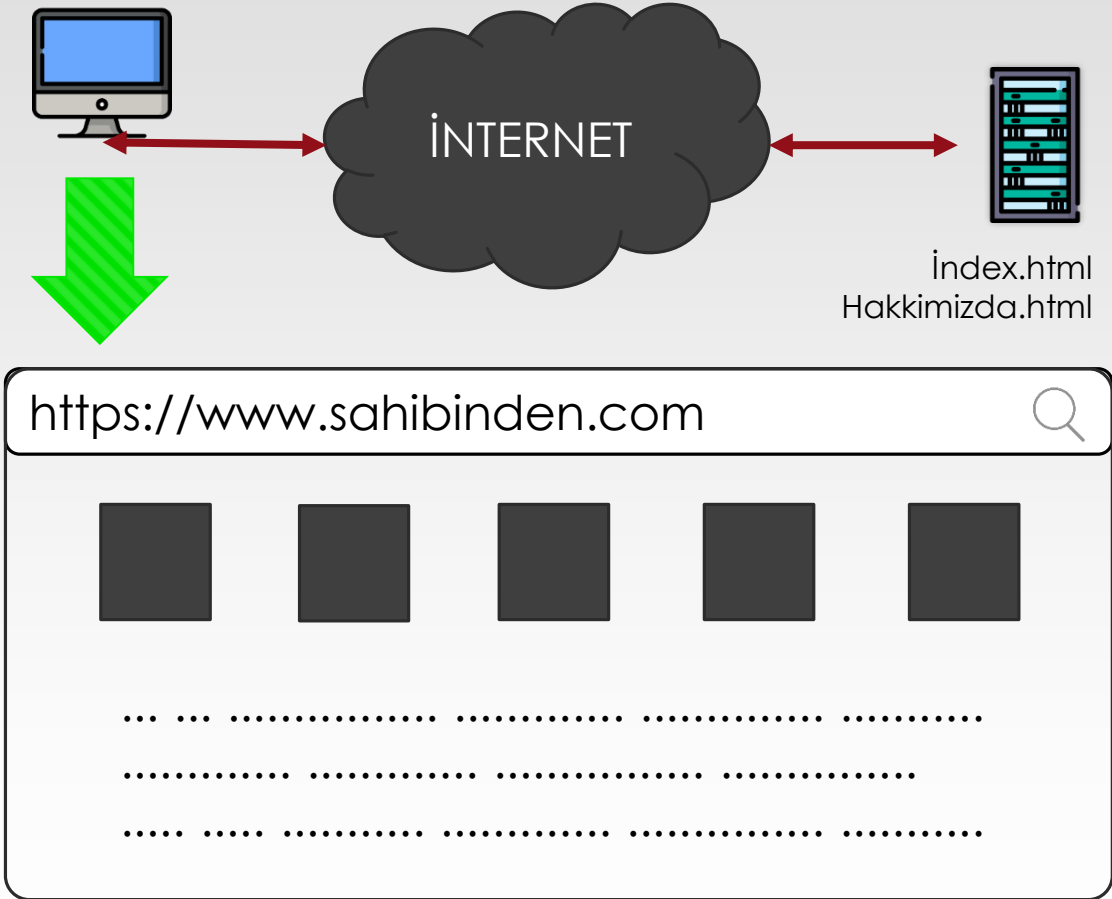 İNTERNET
İndex.html
Hakkimizda.html
https://www.sahibinden.com
... ... ................ ............. .............. ...........
............. ............. ................ ...............
..... ..... ........... ............. ............... ...........